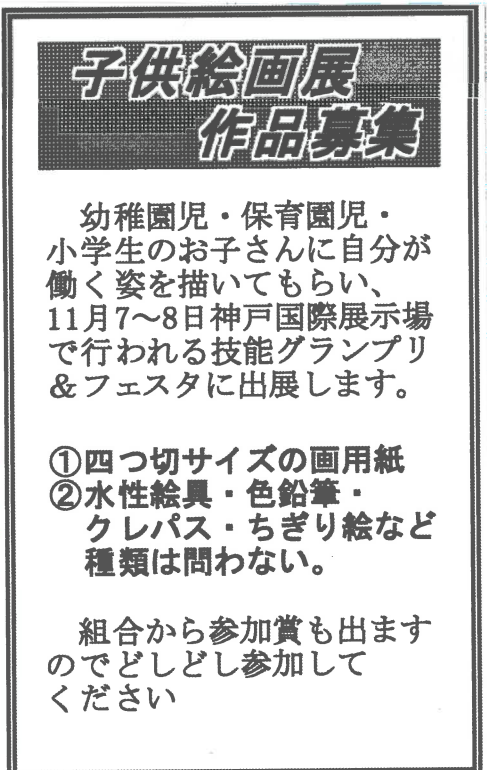 子供絵画展
作品募集
幼稚園児・保育園児・
小学生のお子さんに自分が
働く姿を描いてもらい、
11月7〜8日神戸国際展示場
で行われる技能グランプリ
&フェスタに出展します。
①四つ切サイズの画用紙
②水性絵具・色鉛筆・
クレパス・ちぎり絵など
種類は問わない。
組合から参加賞も出ます
のでどしどし参加して
ください